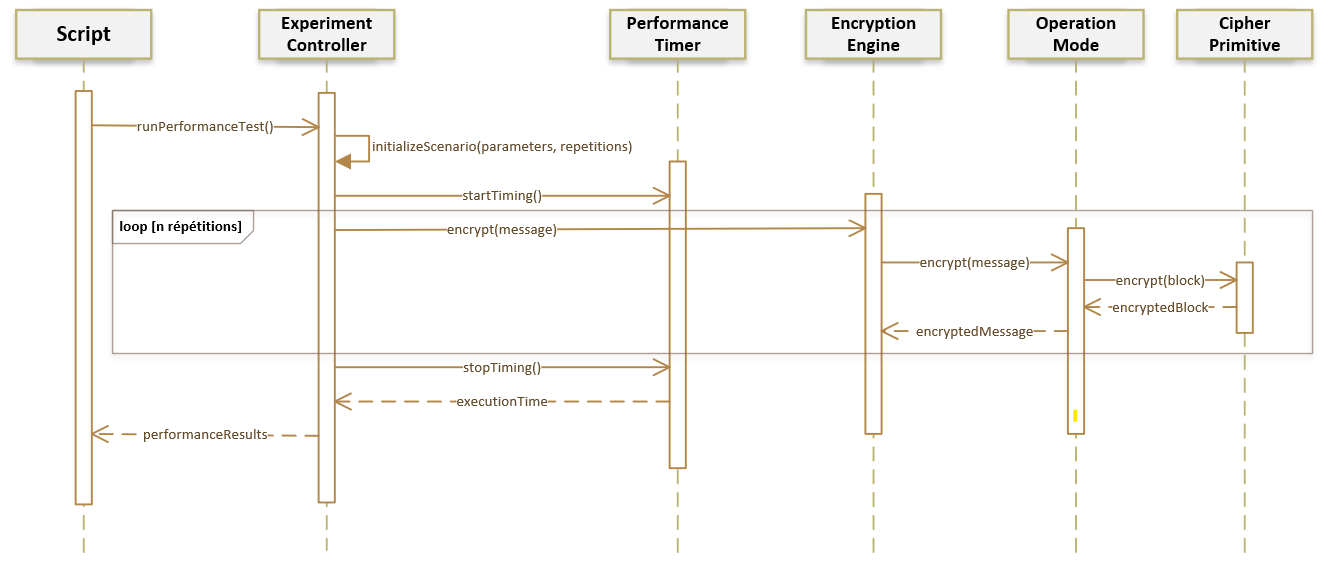 Script
Experiment
Controller
Performance
Timer
Encryption
Engine
Operation
Mode
Cipher
Primitive
runPerformanceTest()
initializeScenario(parameters, repetitions)
startTiming()
loop [n répétitions]
encrypt(message)
encrypt(message)
encrypt(block)
encryptedBlock
encryptedMessage
stopTiming()
executionTime
performanceResults